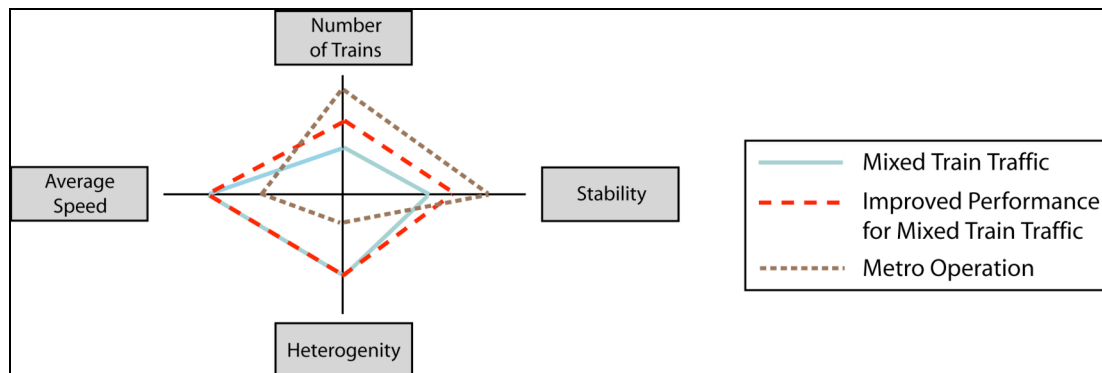 Number
of Trains
Average
Speed
Stability
Heterogenity
Mixed Train Traffic
Improved Performance
for Mixed Train Traffic
Metro Operation